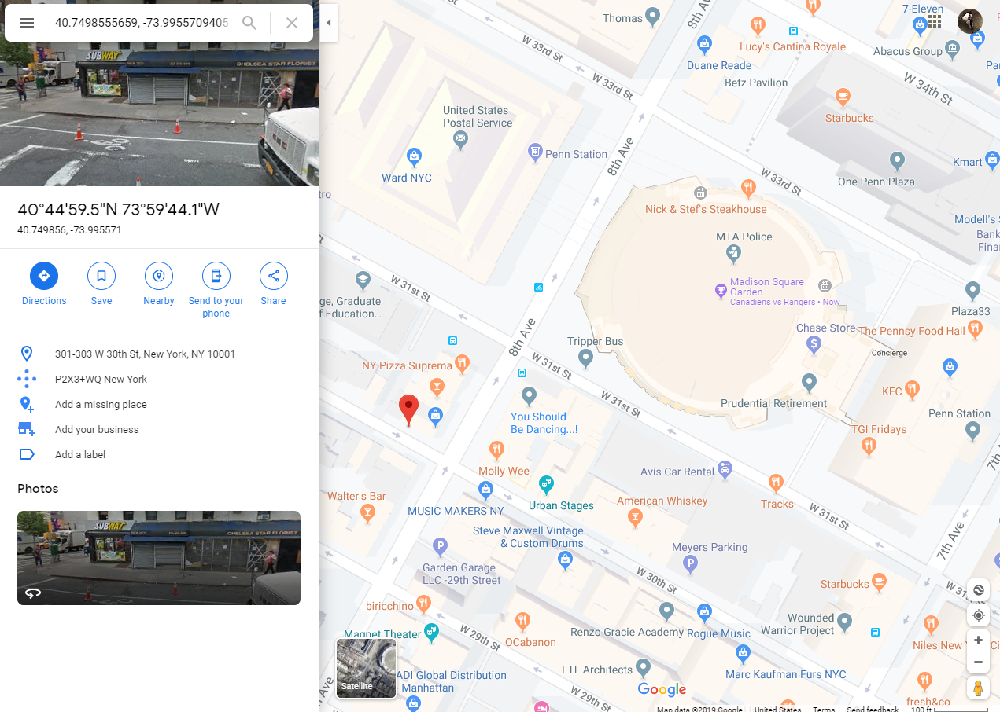 40.7498555659, -73.9955709405
SUBWAY
CHELSEA STAR FLORIST
40°44'59.5"N 73°59'44.1"W
40.749856, -73.995571
Directions
Save
Nearby
Send to your
phone
Share
301-303 W 30th St, New York, NY 10001
P2X3+WQ New York
Add a missing place
Add your business
Add a label
Photos
SUBWAY
CHELSEA STAR FLORIST
Thomas
8th Ave
7-Eleven
Lucy's Cantina Royale
Abacus Group
W 33rd St
Duane Reade
Betz Pavilion
W 33rd St
W 34th St
Starbucks
United States
Postal Service
Penn Station
8th Ave
Ward NYC
Kmart
One Penn Plaza
W 33rd St
Nick & Stef's Steakhouse
Modell's
MTA Police
W 31st St
Madison Square
Garden
Canadiens vs Rangers • Now
ge, Graduate
f Education...
Plaza33
8th Ave
Tripper Bus
Chase Store
The Pennsy Food Hall
Concierge
NY Pizza Suprema
W 31st St
KFC
W 31st St
Prudential Retirement
Penn Station
You Should
Be Dancing...!
TGI Fridays
7th
Molly Wee
Avis Car Rental
Walter's Bar
Urban Stages
American Whiskey
Tracks
MUSIC MAKERS NY
W 31st St
Steve Maxwell Vintage
& Custom Drums
7th Ave
Meyers Parking
Garden Garage
LLC -29th Street
W 30th St
Starbucks
W 31s
biricchino
Wounded
Warrior Project
Magnet Theater
W 29th St
OCabanon
Renzo Gracie Academy
Rogue Music
Niles New Y
Ci
LTL Architects
ADI Global Distribution
- Manhattan
Marc Kaufman Furs NYC
Satellite
Google
W 29th St
fresh&co
Map data ©2019 Google
United States
Terms
Send feedback
100 ft